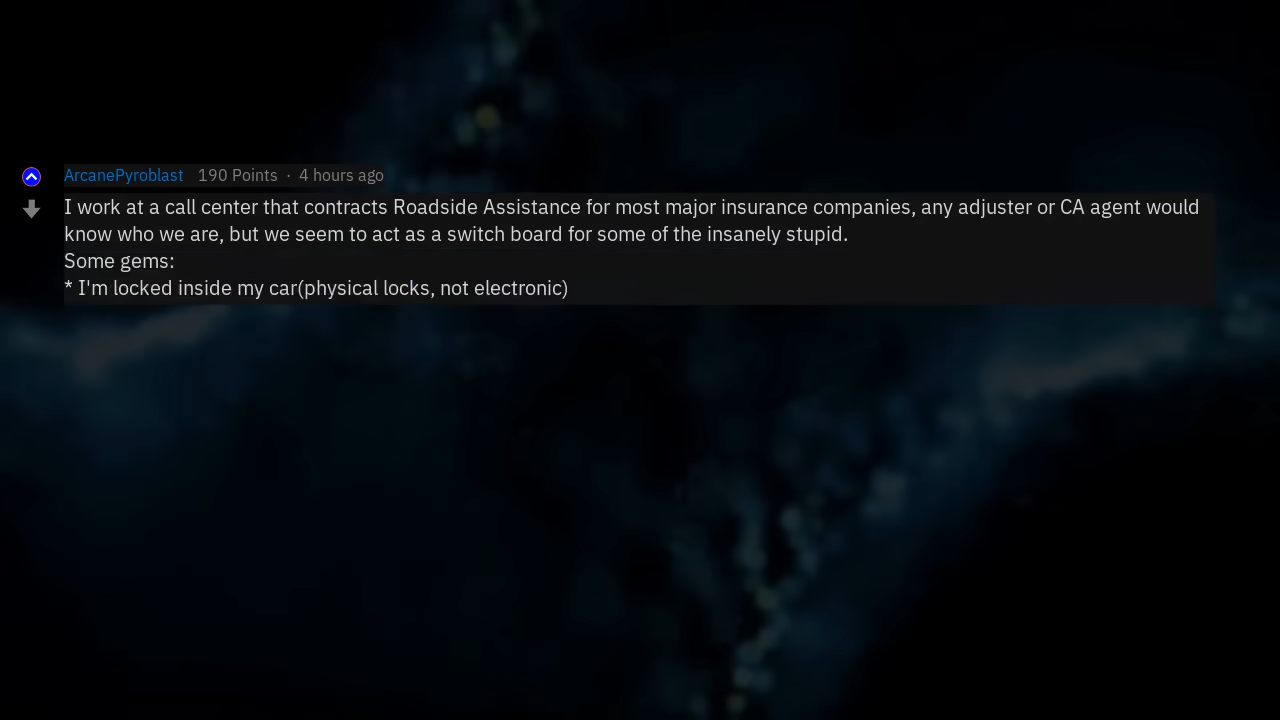 ArcanePyroblast 190 Points · 4 hours ago
I work at a call center that contracts Roadside Assistance for most major insurance companies, any adjuster or CA agent would
know who we are, but we seem to act as a switch board for some of the insanely stupid.
Some gems:
* I'm locked inside my car(physical locks, not electronic)